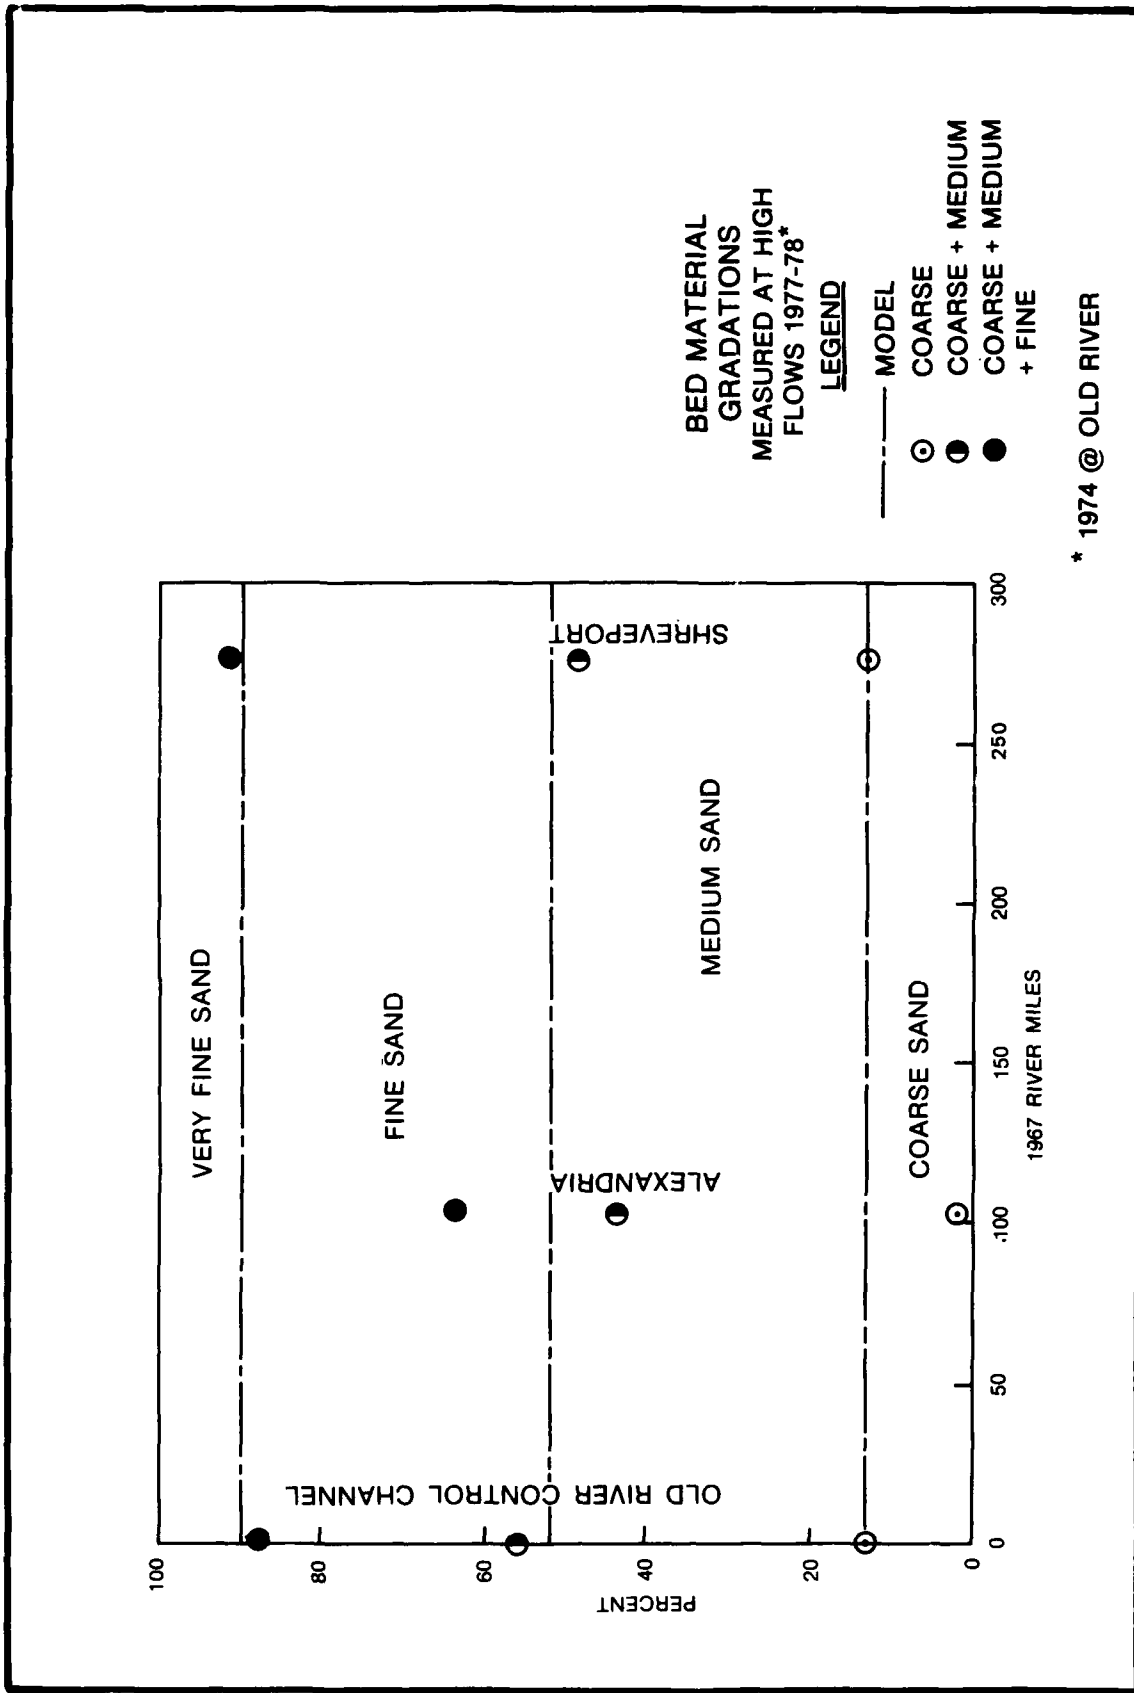 VERY FINE SAND
FINE SAND
MEDIUM SAND
COARSE SAND
OLD RIVER CONTROL CHANNEL
ALEXANDRIA
SHREVEPORT
PERCENT
100
80
60
40
20
0
0
50
100
150
200
250
300
1967 RIVER MILES
BED MATERIAL
GRADATIONS
MEASURED AT HIGH
FLOWS 1977-78*
LEGEND
MODEL
COARSE
COARSE + MEDIUM
COARSE + MEDIUM
+ FINE
* 1974 @ OLD RIVER